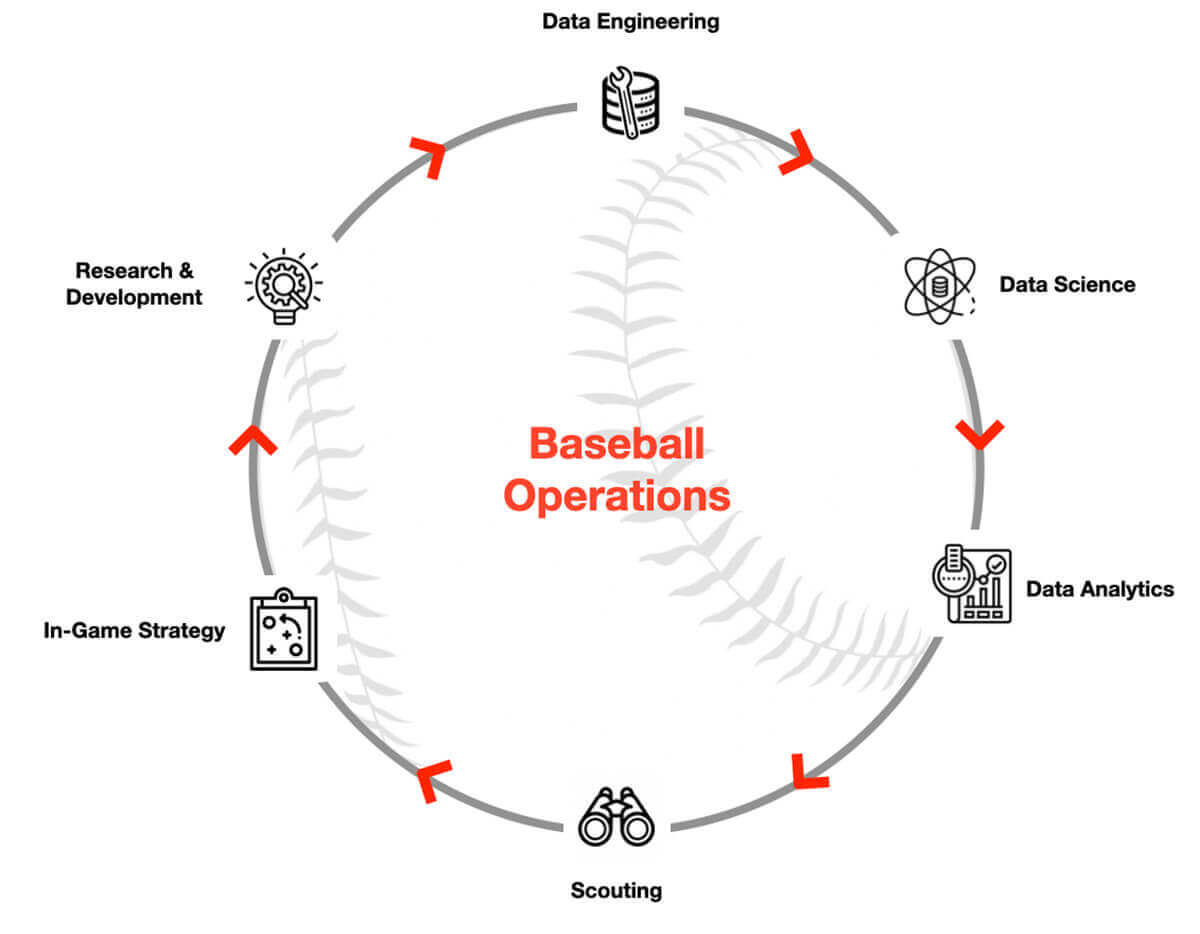 Data Engineering
Research &
Development
Data Science
Baseball
Operations
Data Analytics
In-Game Strategy
Scouting